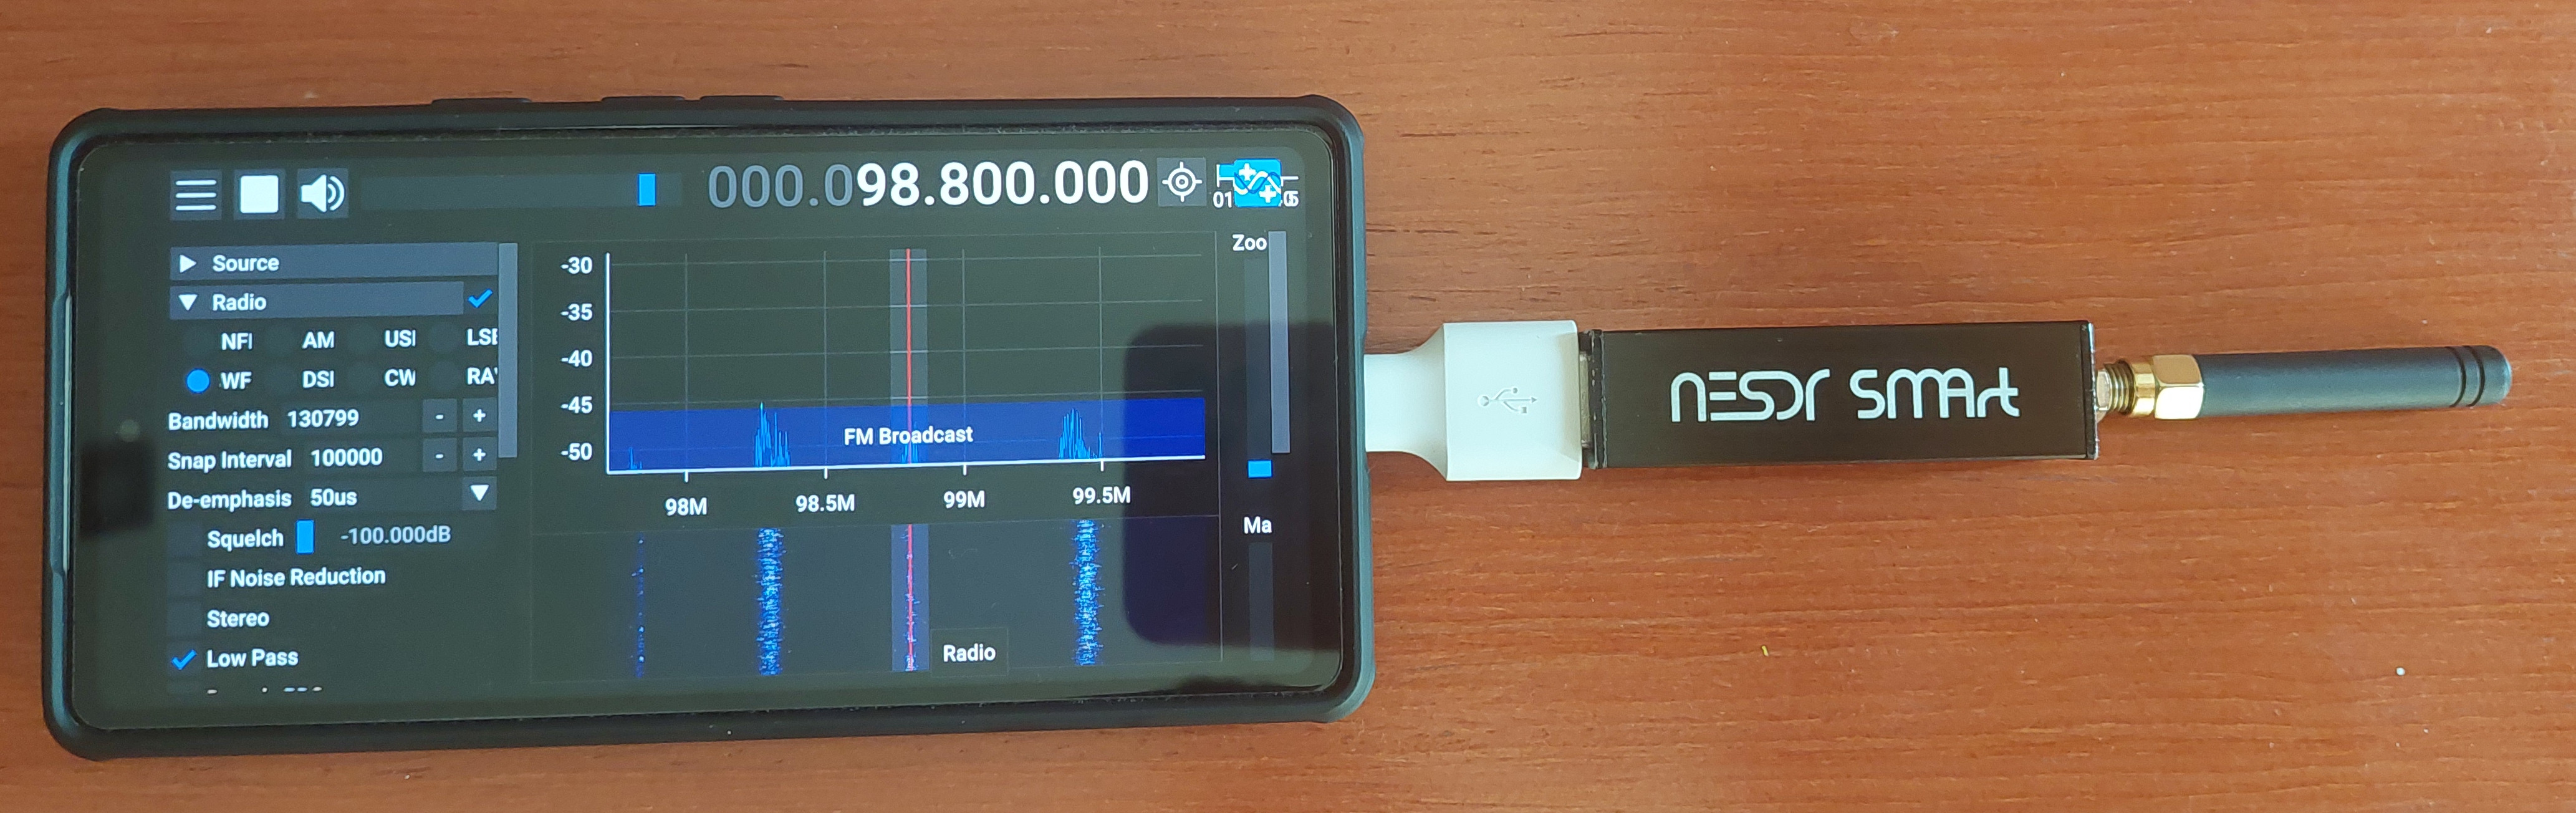 000.098.800.000
Zoo
Source
Radio
NFI AM USI LSE
WF DSI CW RA
Bandwidth 130799 - +
Snap Interval 100000 - +
De-emphasis 50us
Squelch -100.000dB
IF Noise Reduction
Stereo
Low Pass
-30
-35
-40
-45
-50
FM Broadcast
98M 98.5M 99M 99.5M
Ma
Radio
nESDr SMArt